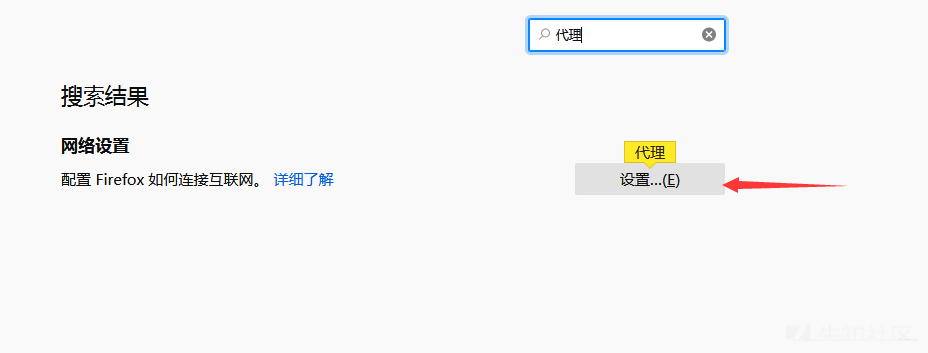 代理
搜索结果
网络设置
代理
配置 Firefox 如何连接互联网。 详细了解
设置...(E)
先知社区